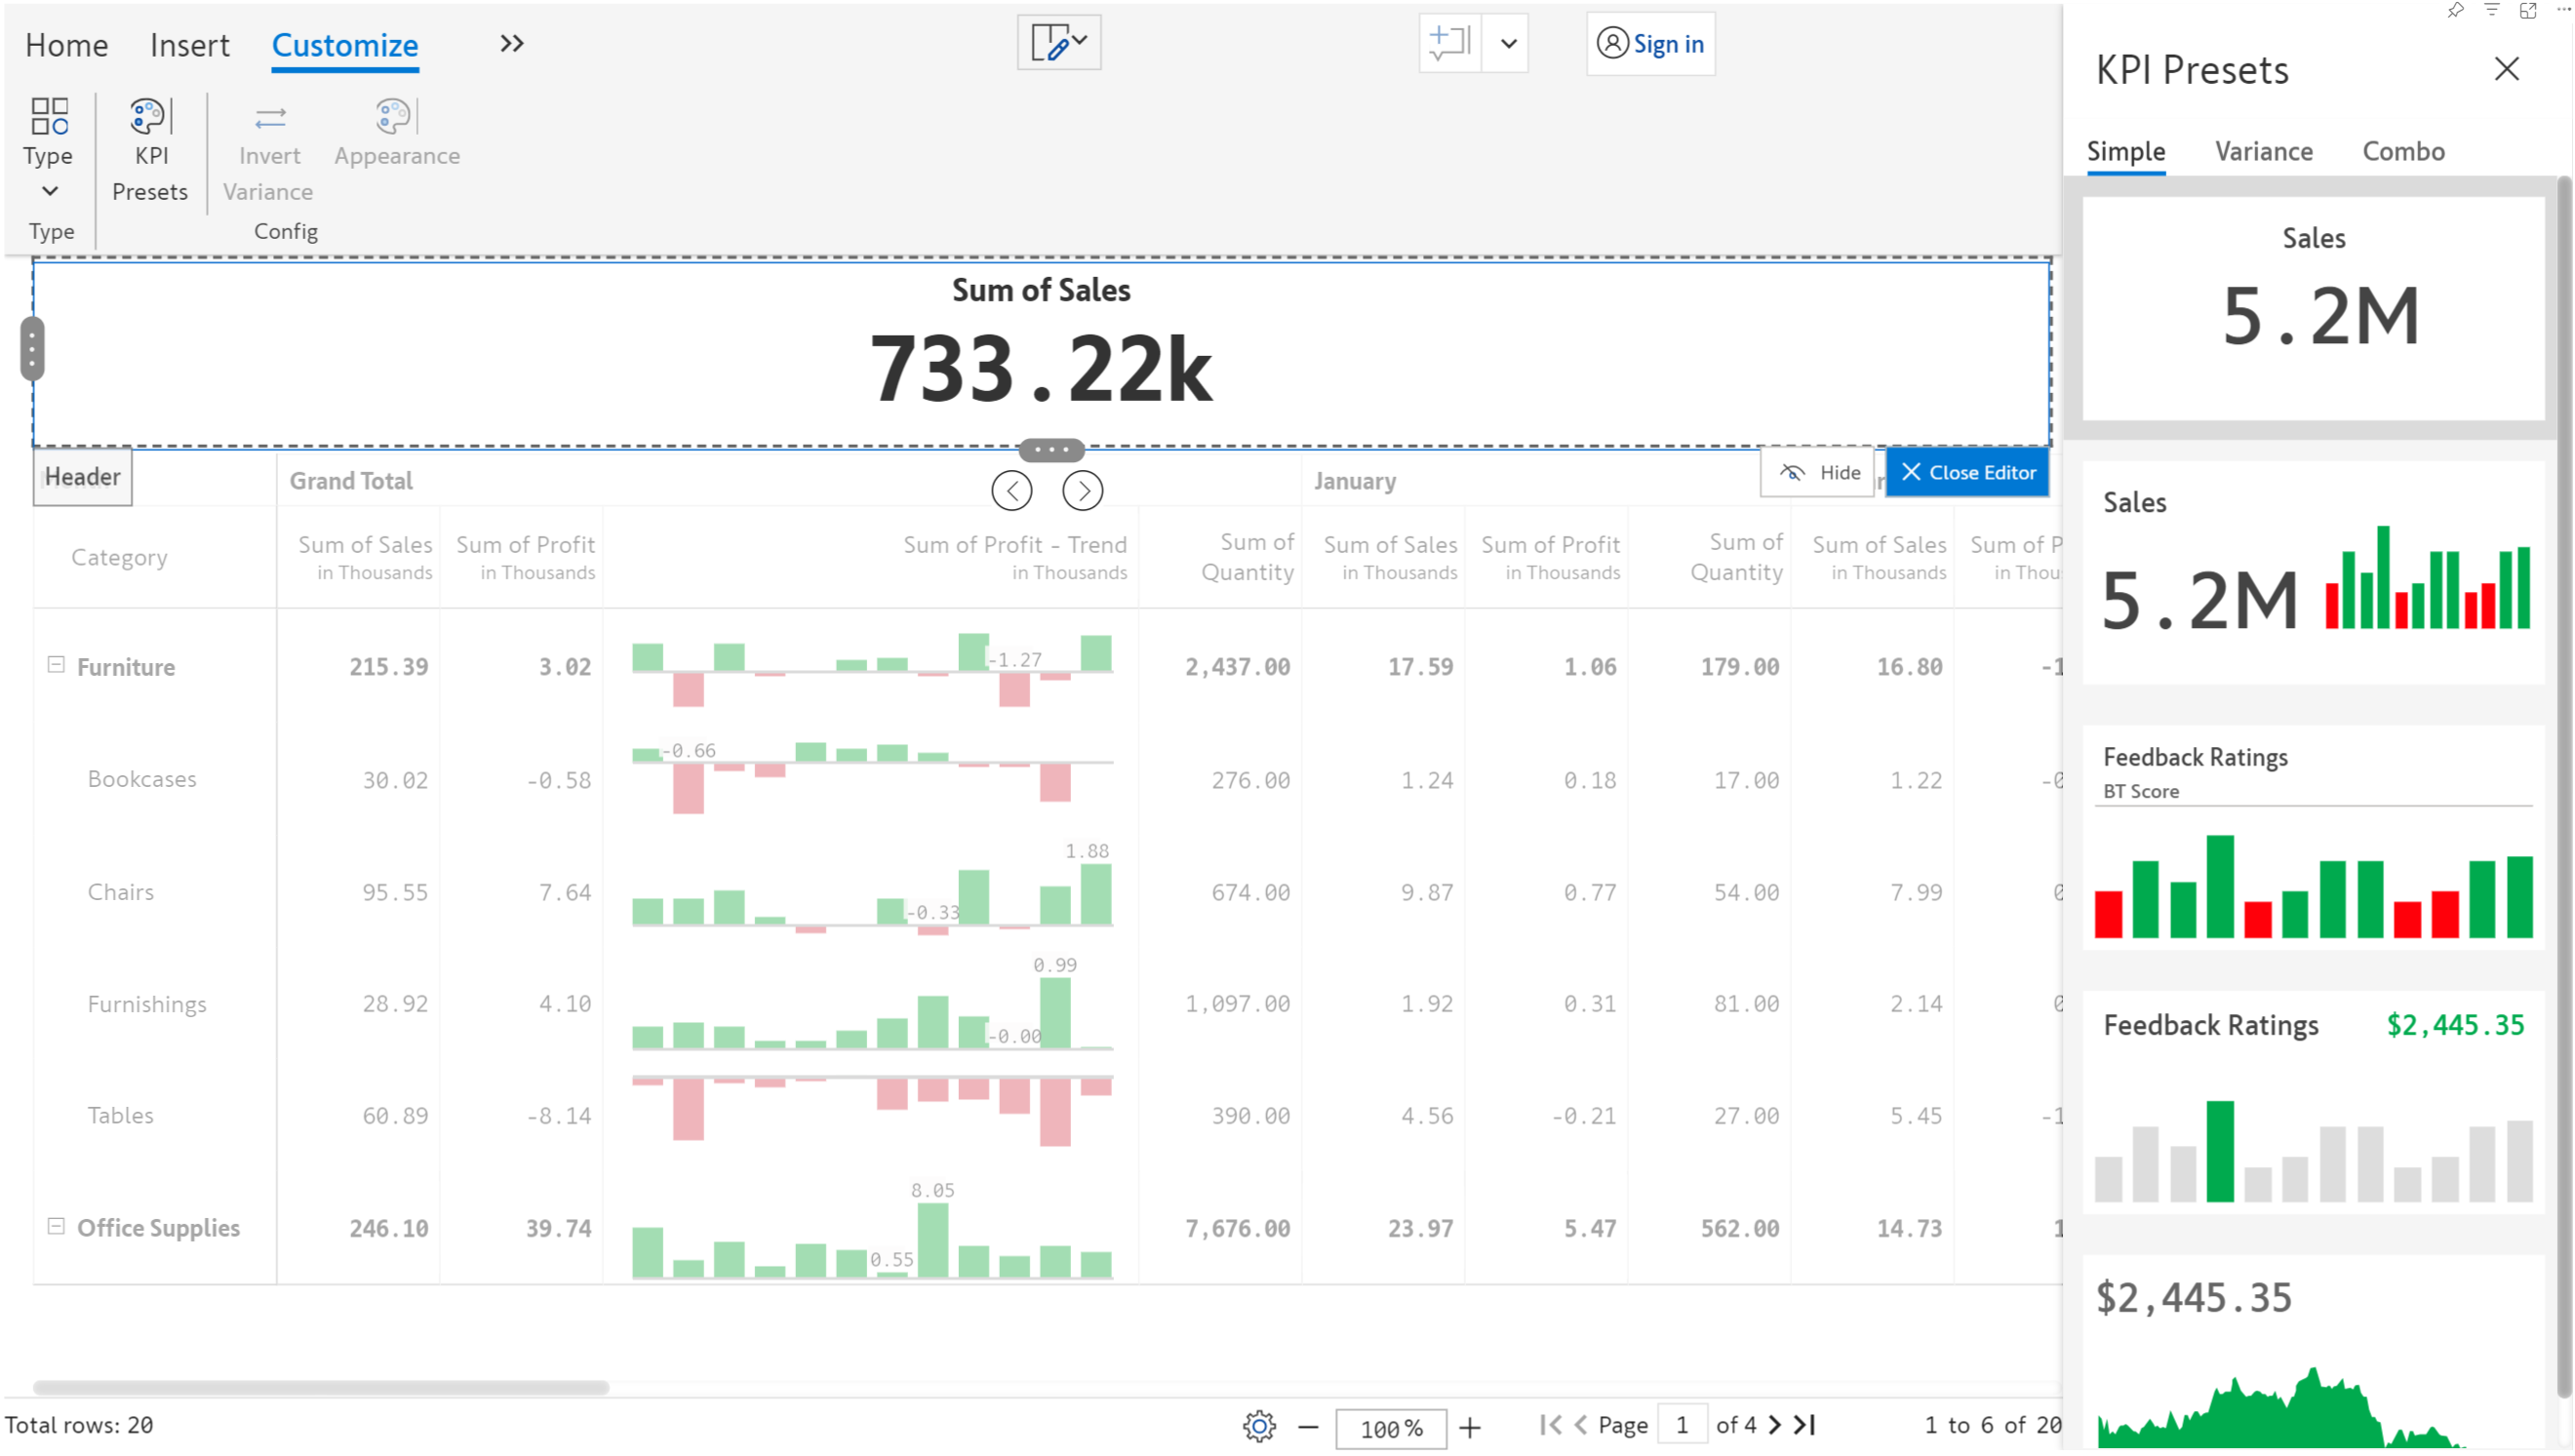 Home Insert Customize
Sign in
Type
KPI Presets
Invert Variance
Appearance
Type
Config
Sum of Sales
733.22k
Header
Hide
Close Editor
Grand Total January
Category
Sum of Sales in Thousands
Sum of Profit in Thousands
Sum of Profit - Trend in Thousands
Sum of Quantity
Sum of Sales in Thousands
Sum of Profit in Thousands
Sum of Quantity
Sum of Sales in Thousands
Sum of P
in Thou
Furniture 215.39 3.02 -1.27 2,437.00 17.59 1.06 179.00 16.80 -1
Bookcases 30.02 -0.58 -0.66 276.00 1.24 0.18 17.00 1.22 -0
Chairs 95.55 7.64 -0.33 1.88 674.00 9.87 0.77 54.00 7.99 0
Furnishings 28.92 4.10 -0.00 0.99 1,097.00 1.92 0.31 81.00 2.14 0
Tables 60.89 -8.14 390.00 4.56 -0.21 27.00 5.45 -1
Office Supplies 246.10 39.74 0.55 8.05 7,676.00 23.97 5.47 562.00 14.73 1
Total rows: 20
100 %
Page 1 of 4
1 to 6 of 20
KPI Presets
Simple Variance Combo
Sales
5.2M
Sales
5.2M
Feedback Ratings
BT Score
Feedback Ratings $2,445.35
$2,445.35